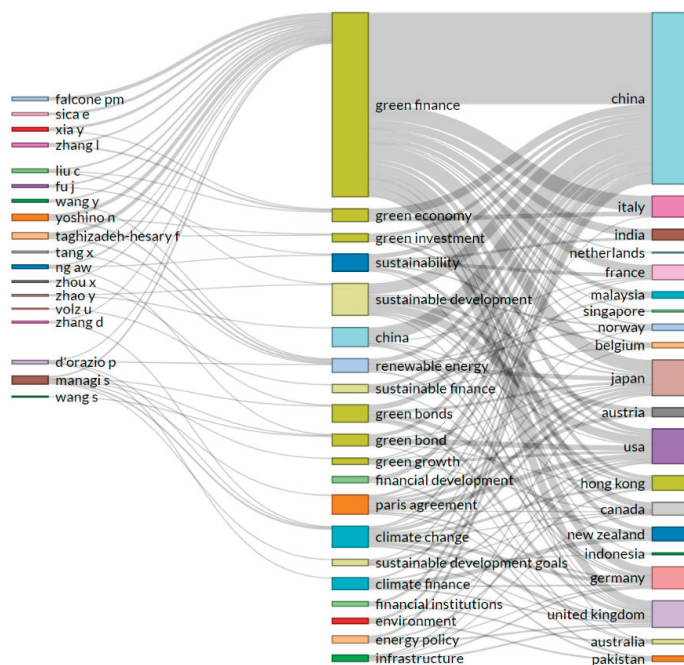 falcone pm
sica e
xia y
zhang l
liu c
fu j
wang y
yoshino n
taghizadeh-hesary f
tang x
ng aw
zhou x
zhao y
volz u
zhang d
d'orazio p
managi s
wang s
green finance
green economy
green investment
sustainability
sustainable development
china
renewable energy
sustainable finance
green bonds
green bond
green growth
financial development
paris agreement
climate change
sustainable development goals
climate finance
financial institutions
environment
energy policy
infrastructure
china
italy
india
netherlands
france
malaysia
singapore
norway
belgium
japan
austria
usa
hong kong
canada
new zealand
indonesia
germany
united kingdom
australia
pakistan